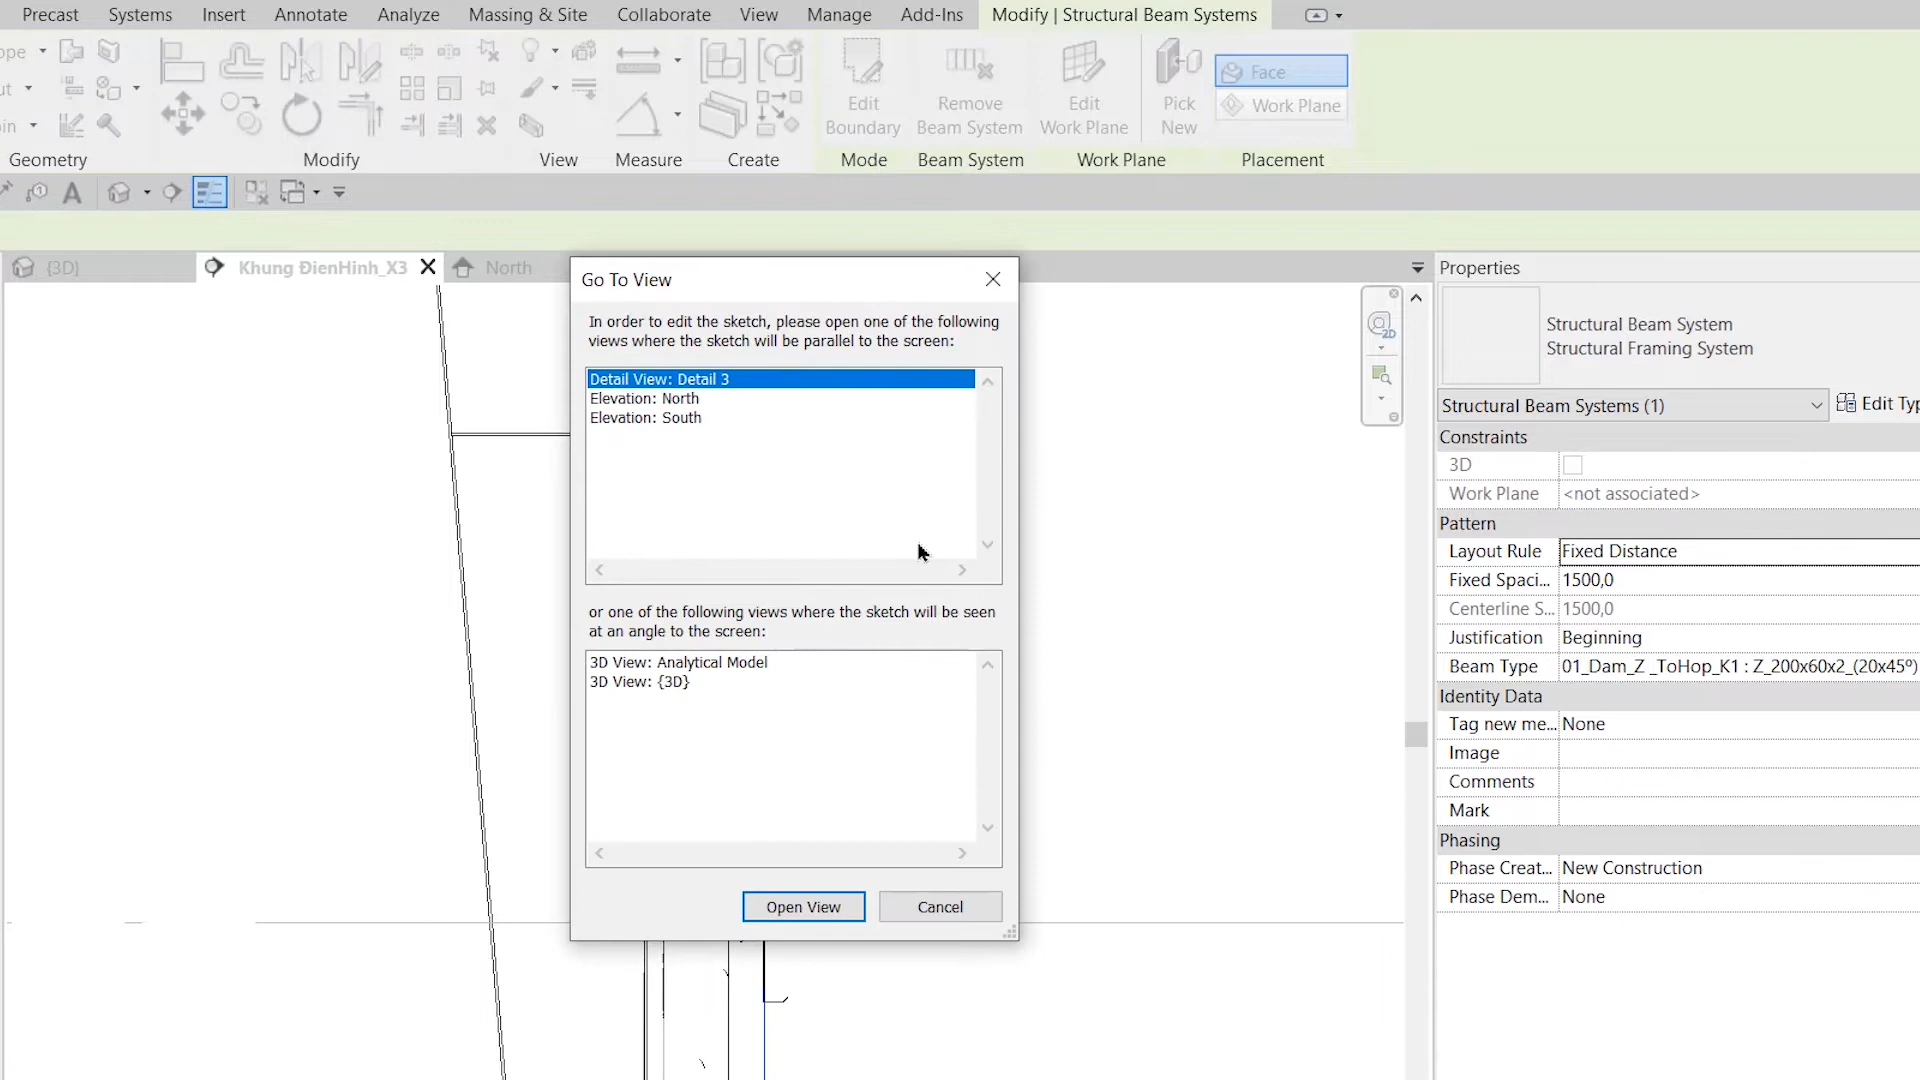 Precast Systems Insert Annotate Analyze Massing & Site Collaborate View Manage Add-Ins Modify | Structural Beam Systems
Edit Boundary
Remove Beam System
Edit Work Plane
Pick New
Face
Work Plane
Geometry Modify View Measure Create Mode Beam System Work Plane Placement
{3D} Khung ĐienHinh_X3 North
Go To View
In order to edit the sketch, please open one of the following
views where the sketch will be parallel to the screen:
Detail View: Detail 3
Elevation: North
Elevation: South
or one of the following views where the sketch will be seen
at an angle to the screen:
3D View: Analytical Model
3D View: {3D}
Open View Cancel
2D
Properties
Structural Beam System
Structural Framing System
Structural Beam Systems (1) Edit Typ
Constraints
3D
Work Plane <not associated>
Pattern
Layout Rule Fixed Distance
Fixed Spaci... 1500,0
Centerline S... 1500,0
Justification Beginning
Beam Type 01_Dam_Z _ToHop_K1 : Z_200x60x2_(20x45º)
Identity Data
Tag new me... None
Image
Comments
Mark
Phasing
Phase Creat... New Construction
Phase Dem... None